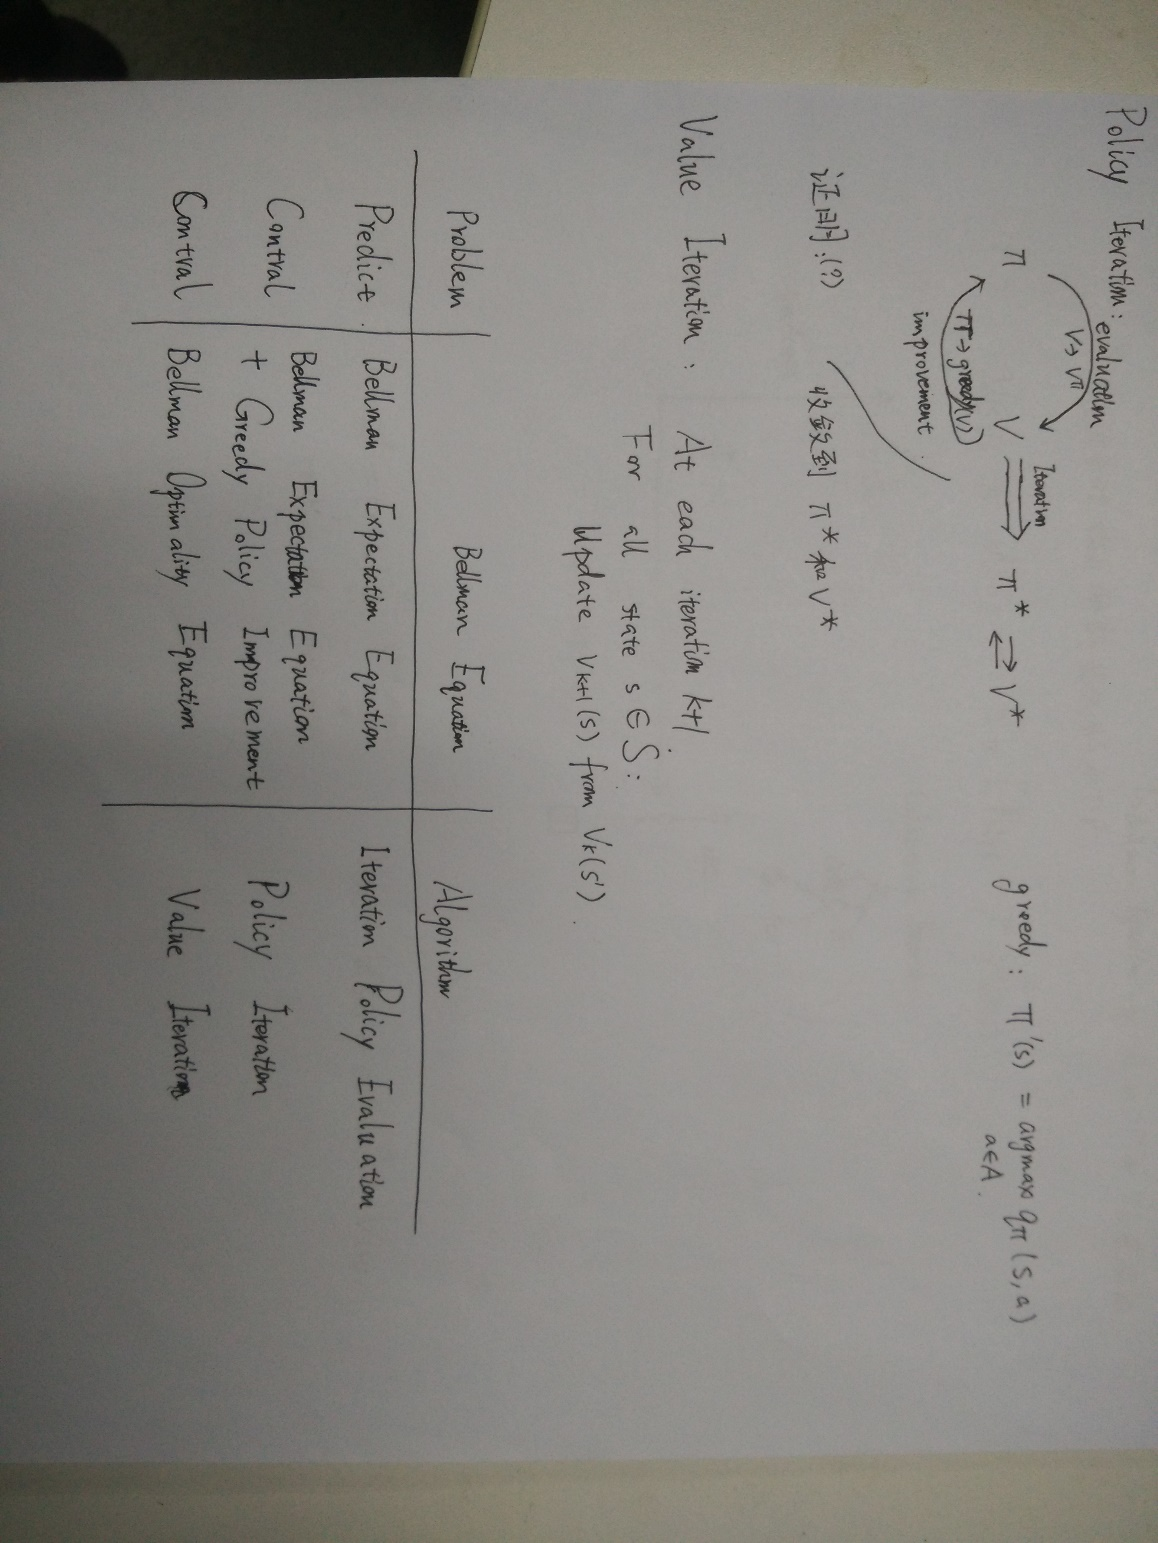 Policy Iteration:
evaluation
V→Vπ
π V Iteration π* ⇌ V*
π→greedy(V)
improvement.
greedy: π'(s) = argmax qπ(s,a)
a∈A.
证明:(?) 收敛到 π* 和 V*
Value Iteration: At each iteration k+1.
For all state s ∈ S:
Update Vk+1(s) from Vk(s').
Problem Bellman Equation Algorithm
Predict. Bellman Expectation Equation Iteration Policy Evaluation
Contral Bellman Expectation Equation Policy Iteration
+ Greedy Policy Improvement
Contral Bellman Optimality Equation Value Iteration